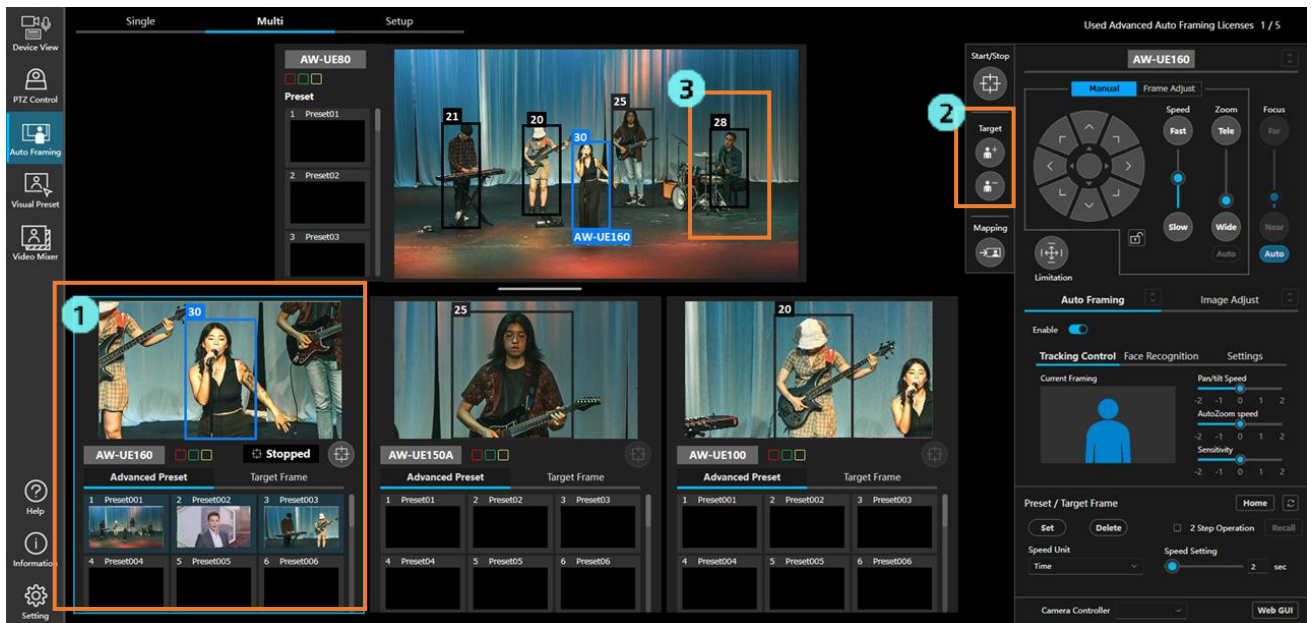 Single Multi Setup
Used Advanced Auto Framing Licenses 1 / 5
Device View
PTZ Control
Auto Framing
Visual Preset
Video Mixer
Help
Information
Setting
AW-UE80
Preset
1 Preset01
2 Preset02
3 Preset03
21
20
30
25
28
AW-UE160
3
2
Start/Stop
Target
Mapping
1
30
AW-UE160 Stopped
Advanced Preset Target Frame
1 Preset001 2 Preset002 3 Preset003
4 Preset004 5 Preset005 6 Preset006
25
AW-UE150A
Advanced Preset Target Frame
1 Preset01 2 Preset02 3 Preset03
4 Preset04 5 Preset05 6 Preset06
20
AW-UE100
Advanced Preset Target Frame
1 Preset001 2 Preset002 3 Preset003
4 Preset004 5 Preset005 6 Preset006
AW-UE160
Manual Frame Adjust
Speed Zoom Focus
Fast Tele Far
Slow Wide Near
Auto Auto
Limitation
Auto Framing Image Adjust
Enable
Tracking Control Face Recognition Settings
Current Framing
Pan/tilt Speed
-2 -1 0 1 2
AutoZoom speed
-2 -1 0 1 2
Sensitivity
-2 -1 0 1 2
Preset / Target Frame Home
Set Delete 2 Step Operation Recall
Speed Unit Speed Setting
Time 2 sec
Camera Controller Web GUI